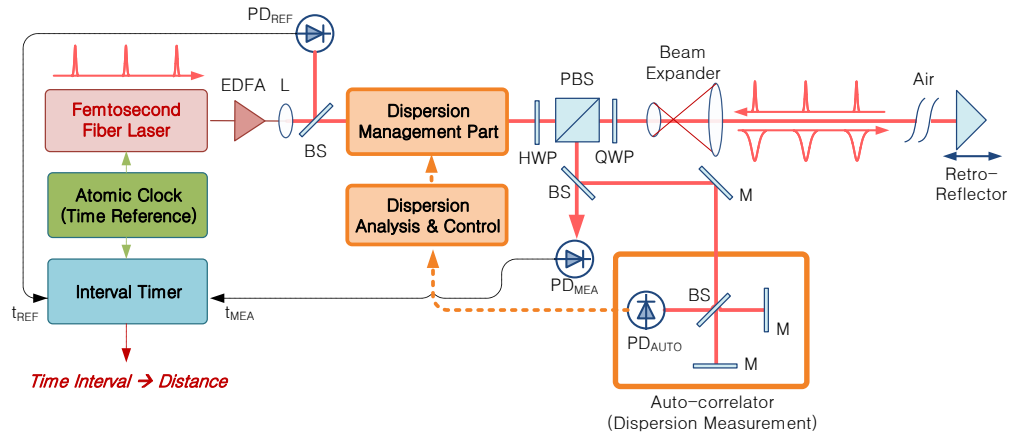 PDREF
EDFA
L
PBS
Beam
Expander
Air
Femtosecond
Fiber Laser
Dispersion
Management Part
BS
HWP
QWP
Retro-
Reflector
Atomic Clock
(Time Reference)
Dispersion
Analysis & Control
BS
M
Interval Timer
PDMEA
tREF
tMEA
BS
PDAUTO
M
M
Time Interval → Distance
Auto-correlator
(Dispersion Measurement)